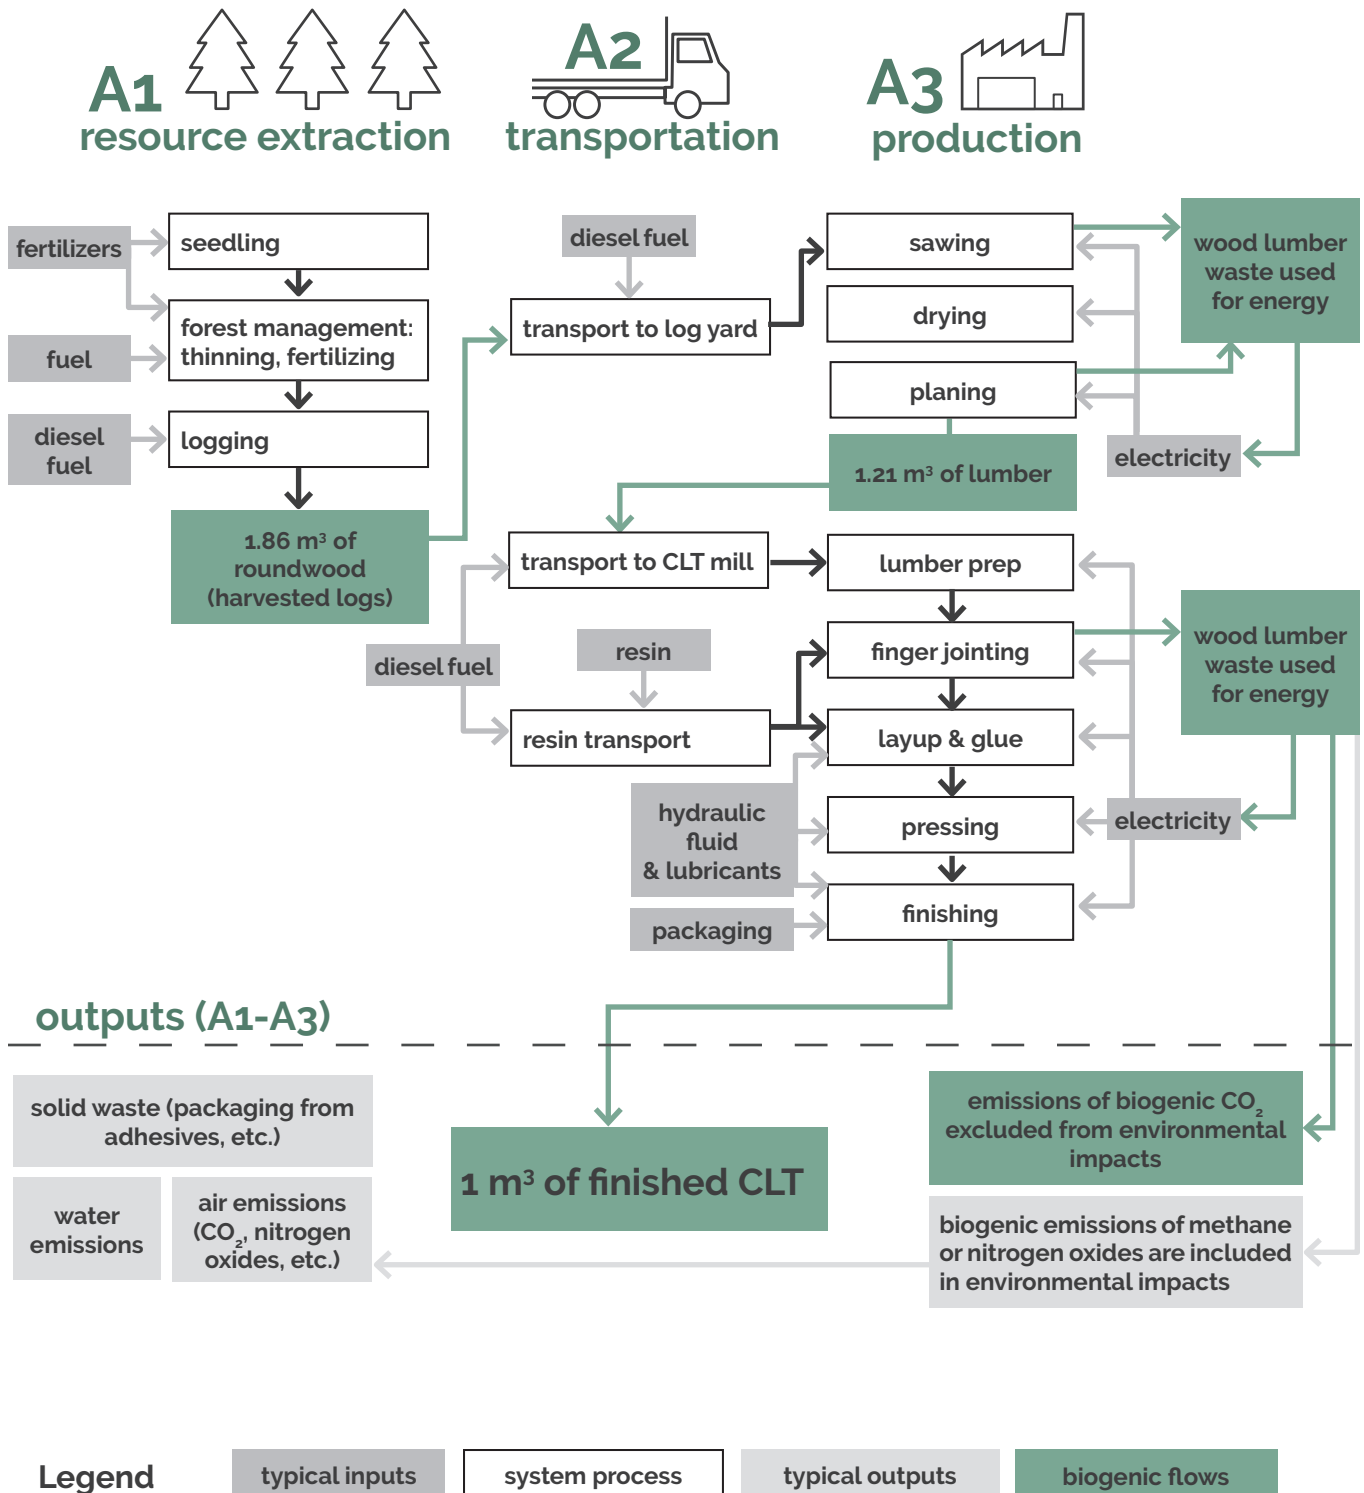 A1
resource extraction
A2
transportation
A3
production
fertilizers
seedling
forest management:
thinning, fertilizing
fuel
diesel
fuel
logging
1.86 m³ of
roundwood
(harvested logs)
diesel fuel
transport to log yard
sawing
drying
planing
wood lumber
waste used
for energy
electricity
1.21 m³ of lumber
transport to CLT mill
diesel fuel
resin
resin transport
hydraulic
fluid
& lubricants
packaging
lumber prep
finger jointing
layup & glue
pressing
finishing
wood lumber
waste used
for energy
electricity
outputs (A1-A3)
solid waste (packaging from
adhesives, etc.)
water
emissions
air emissions
(CO₂, nitrogen
oxides, etc.)
1 m³ of finished CLT
emissions of biogenic CO₂
excluded from environmental
impacts
biogenic emissions of methane
or nitrogen oxides are included
in environmental impacts
Legend
typical inputs
system process
typical outputs
biogenic flows